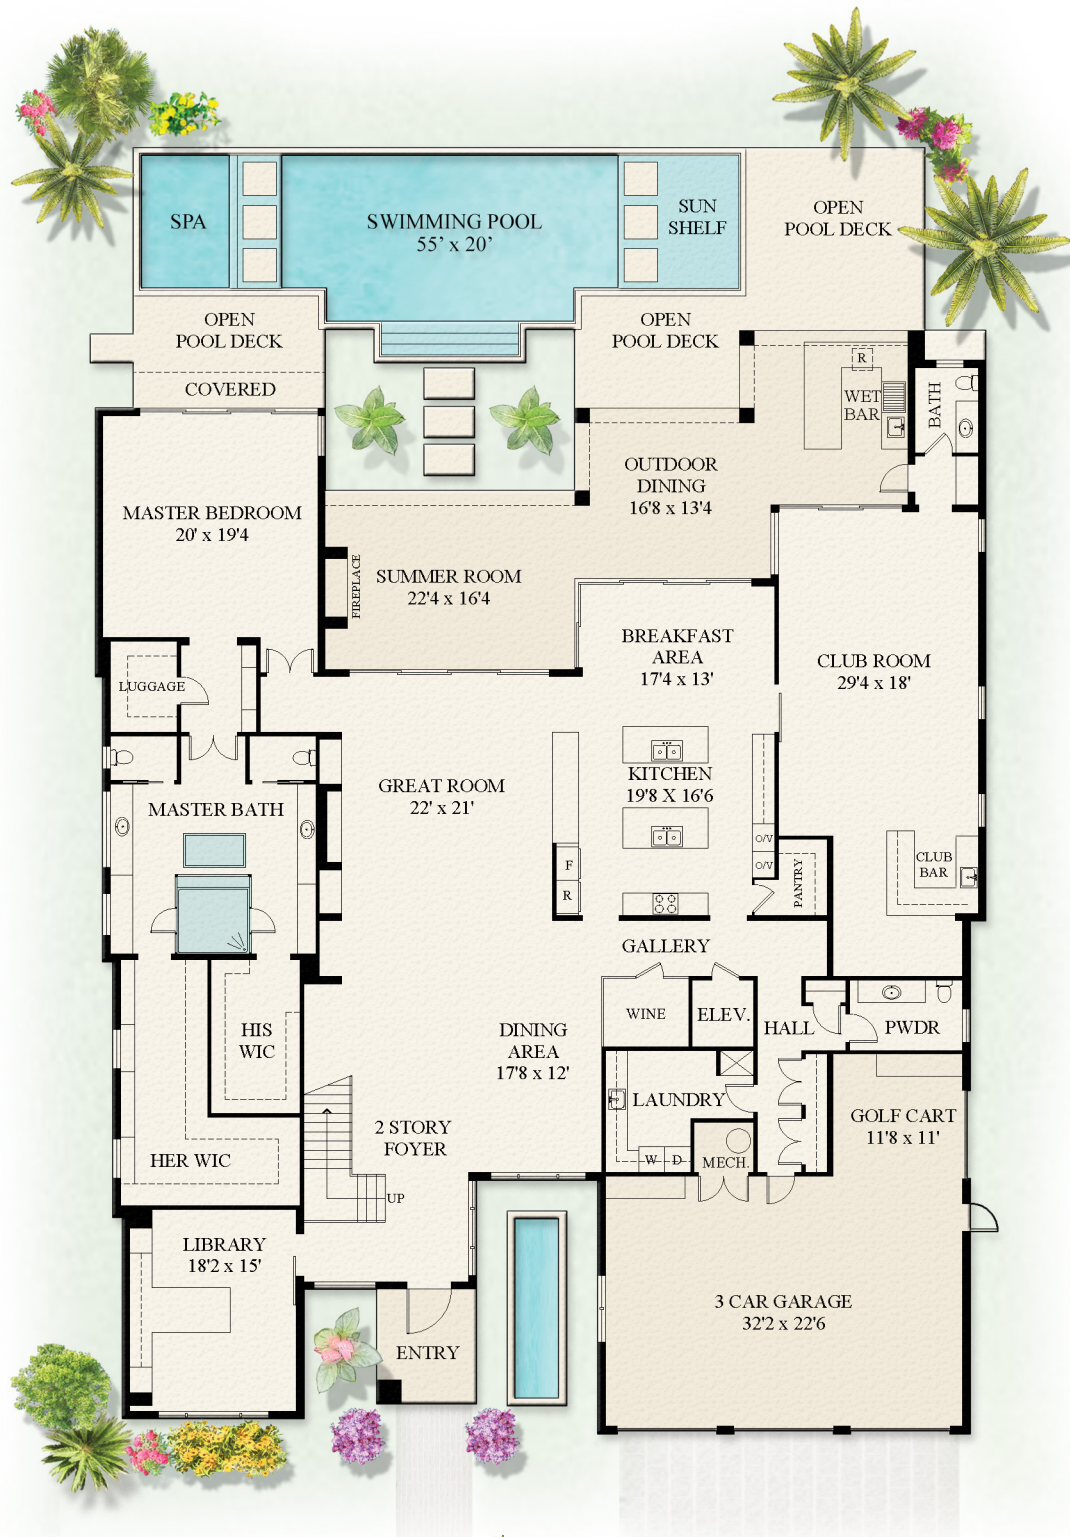 SPA
SWIMMING POOL
55' x 20'
SUN
SHELF
OPEN
POOL DECK
OPEN
POOL DECK
OPEN
POOL DECK
COVERED
R
WET
BAR
BATH
OUTDOOR
DINING
16'8 x 13'4
MASTER BEDROOM
20' x 19'4
FIREPLACE
SUMMER ROOM
22'4 x 16'4
BREAKFAST
AREA
17'4 x 13'
CLUB ROOM
29'4 x 18'
LUGGAGE
GREAT ROOM
22' x 21'
KITCHEN
19'8 X 16'6
MASTER BATH
O/V
O/V
F
R
PANTRY
CLUB
BAR
GALLERY
WINE
ELEV.
HALL
PWDR
HIS
WIC
DINING
AREA
17'8 x 12'
LAUNDRY
2 STORY
FOYER
GOLF CART
11'8 x 11'
HER WIC
W
D
MECH.
UP
LIBRARY
18'2 x 15'
3 CAR GARAGE
32'2 x 22'6
ENTRY